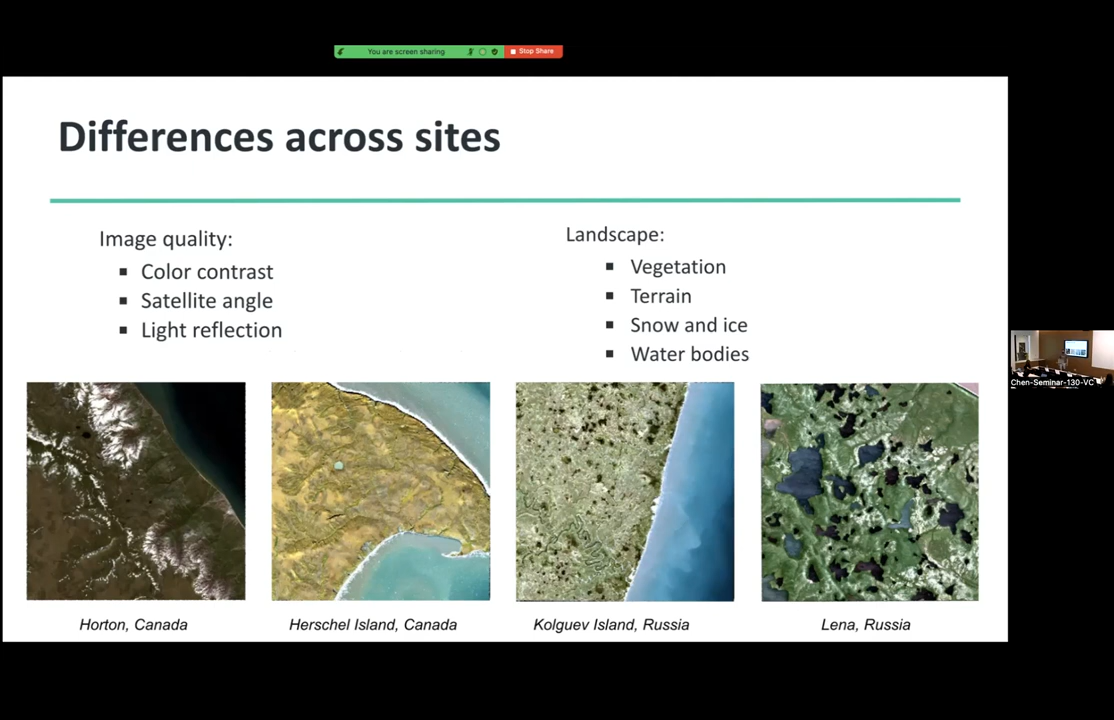 You are screen sharing
Stop Share
Differences across sites
Image quality:
▪ Color contrast
▪ Satellite angle
▪ Light reflection
Landscape:
▪ Vegetation
▪ Terrain
▪ Snow and ice
▪ Water bodies
Chen-Seminar-130-VC
Horton, Canada
Herschel Island, Canada
Kolguev Island, Russia
Lena, Russia